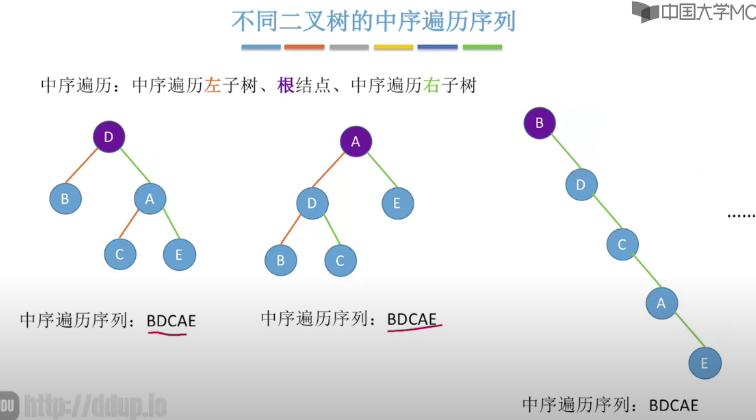 中国大学MO
不同二叉树的中序遍历序列
中序遍历：中序遍历左子树、根结点、中序遍历右子树
D
B
A
C
E
A
D
E
B
C
B
D
C
A
E
......
中序遍历序列：BDCAE
中序遍历序列：BDCAE
中序遍历序列：BDCAE
DU http://ddup.io